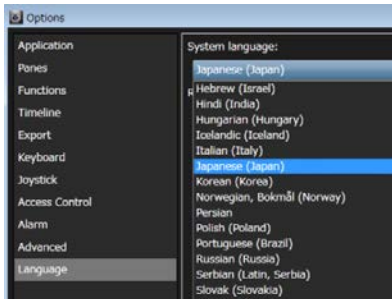 Options
Application
Panes
Functions
Timeline
Export
Keyboard
Joystick
Access Control
Alarm
Advanced
Language
System language:
Japanese (Japan)
Hebrew (Israel)
Hindi (India)
Hungarian (Hungary)
Icelandic (Iceland)
Italian (Italy)
Japanese (Japan)
Korean (Korea)
Norwegian, Bokmål (Norway)
Persian
Polish (Poland)
Portuguese (Brazil)
Russian (Russia)
Serbian (Latin, Serbia)
Slovak (Slovakia)